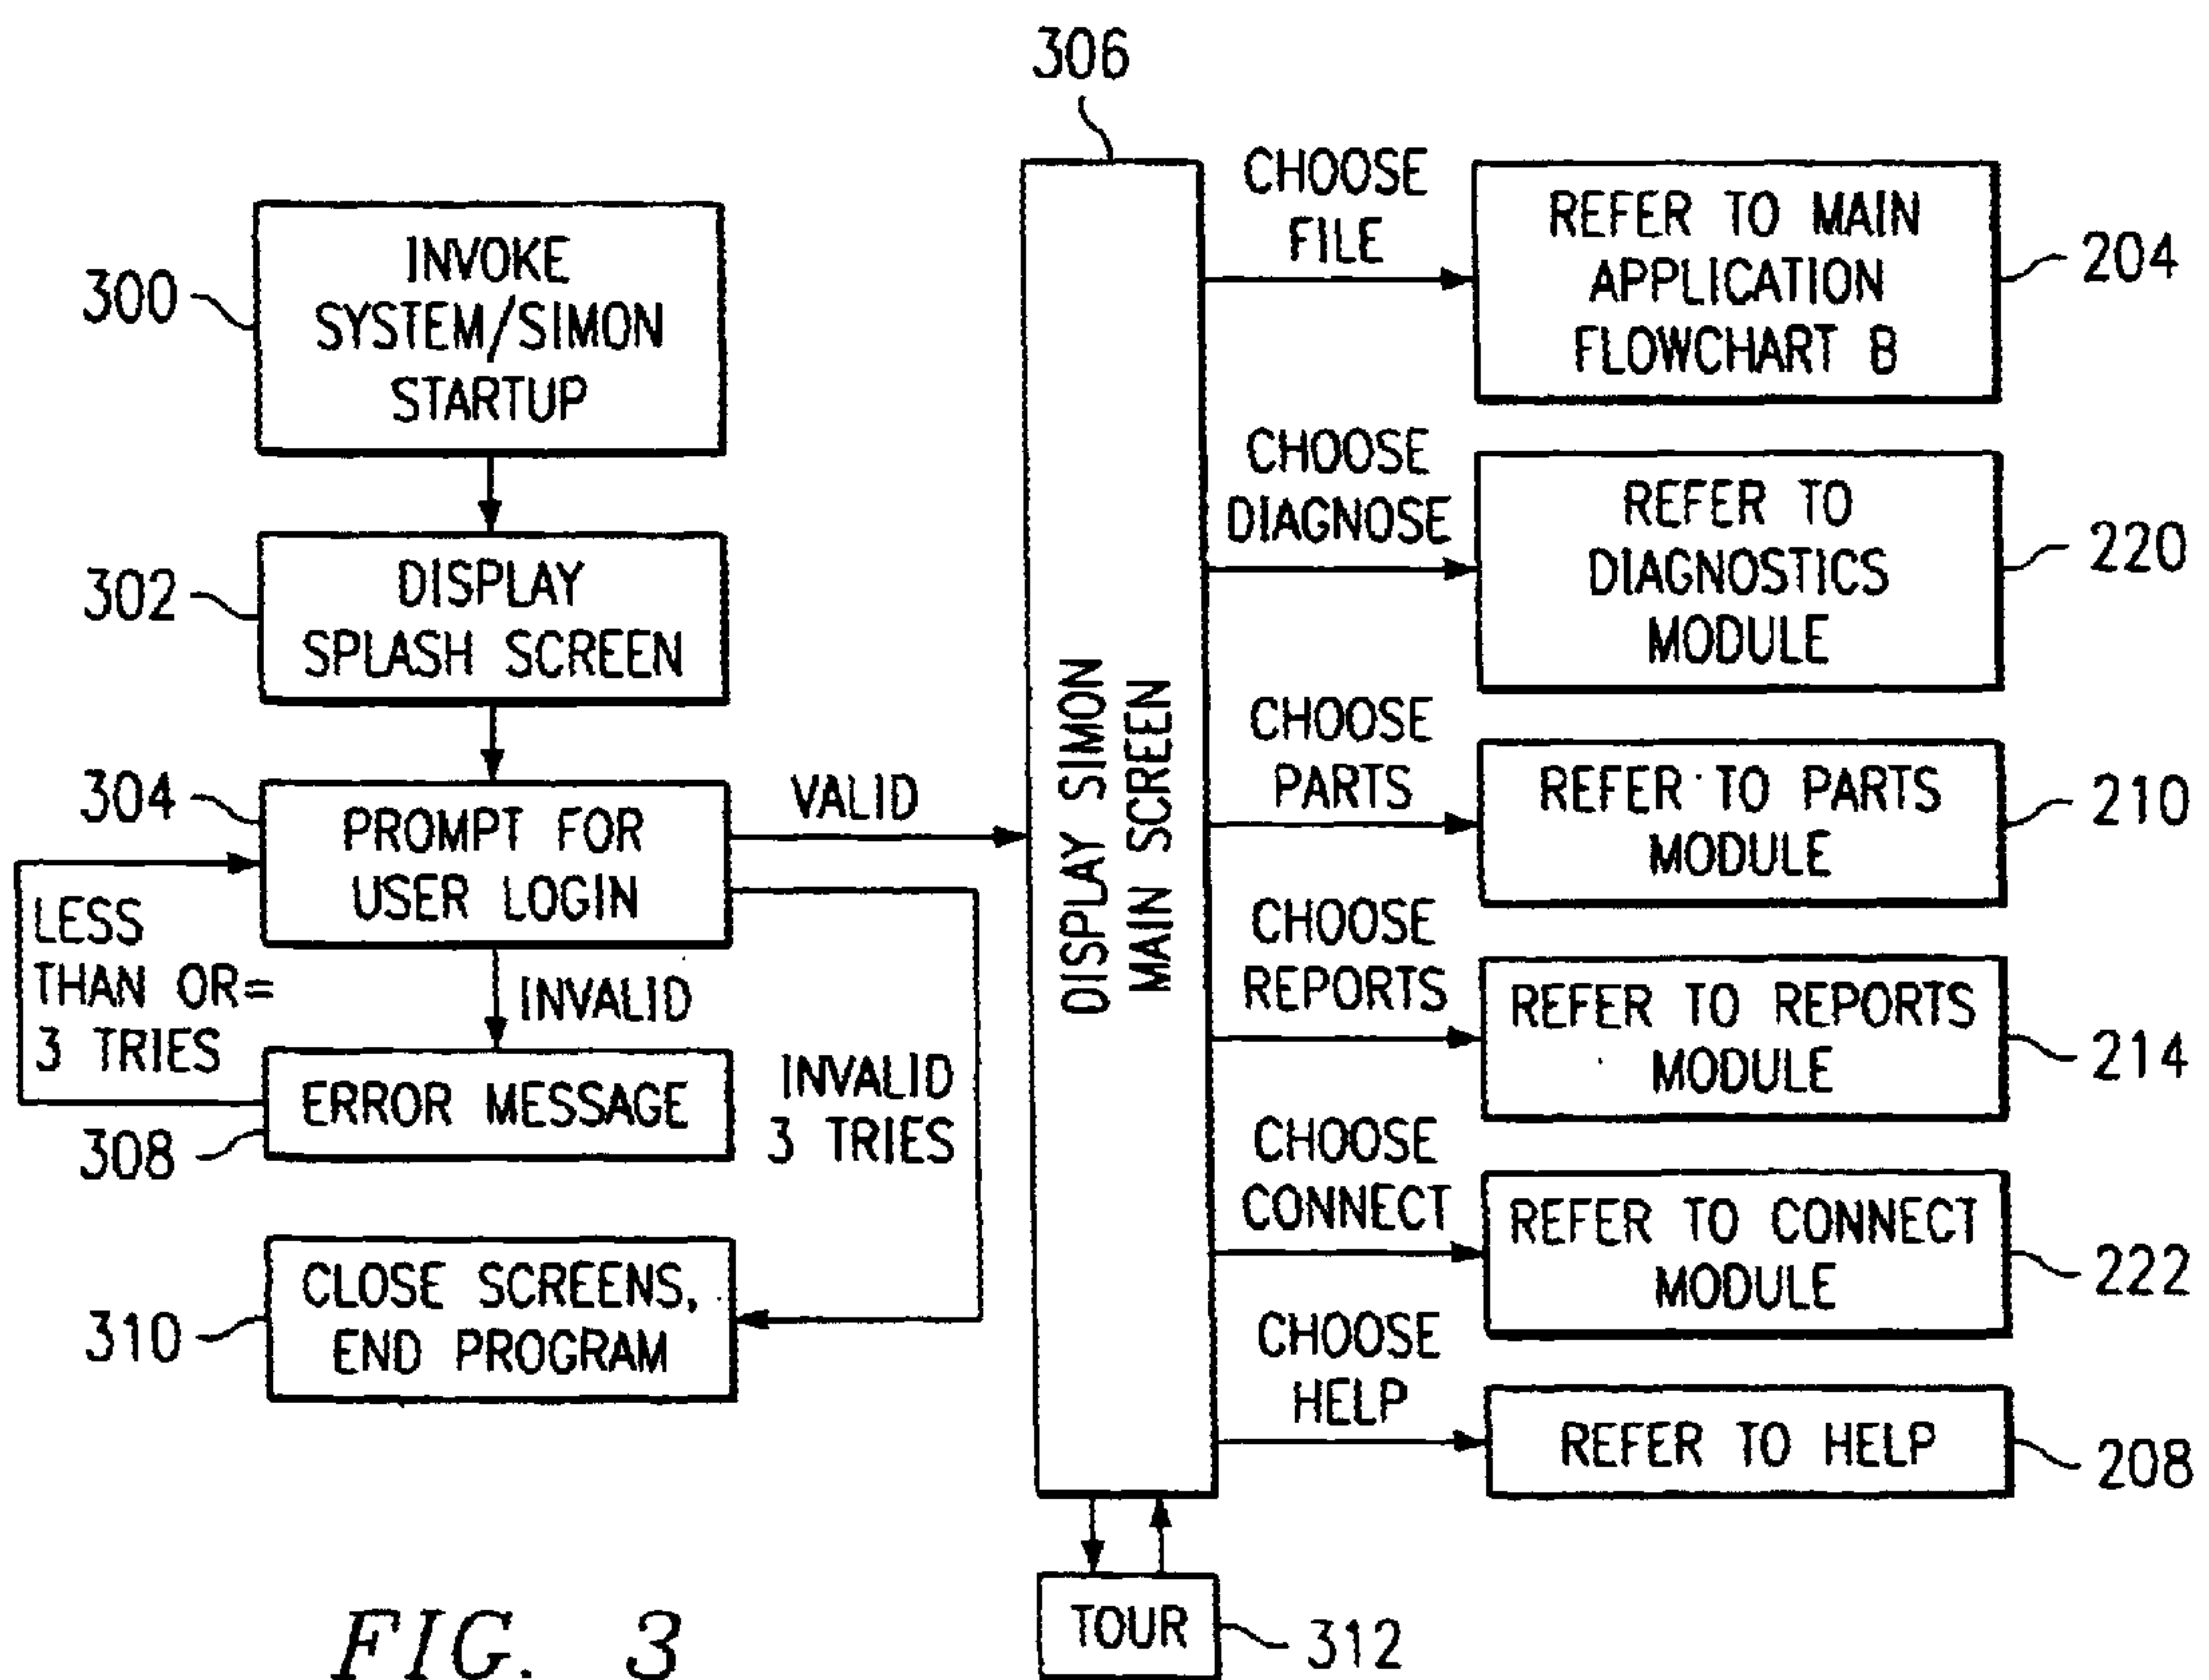 306
300
INVOKE
SYSTEM/SIMON
STARTUP
302
DISPLAY
SPLASH SCREEN
304
PROMPT FOR
USER LOGIN
VALID
LESS
THAN OR=
3 TRIES
INVALID
308
ERROR MESSAGE
INVALID
3 TRIES
310
CLOSE SCREENS,
END PROGRAM
DISPLAY SIMON
MAIN SCREEN
CHOOSE
FILE
REFER TO MAIN
APPLICATION
FLOWCHART B
204
CHOOSE
DIAGNOSE
REFER TO
DIAGNOSTICS
MODULE
220
CHOOSE
PARTS
REFER TO PARTS
MODULE
210
CHOOSE
REPORTS
REFER TO REPORTS
MODULE
214
CHOOSE
CONNECT
REFER TO CONNECT
MODULE
222
CHOOSE
HELP
REFER TO HELP
208
TOUR
312
FIG. 3